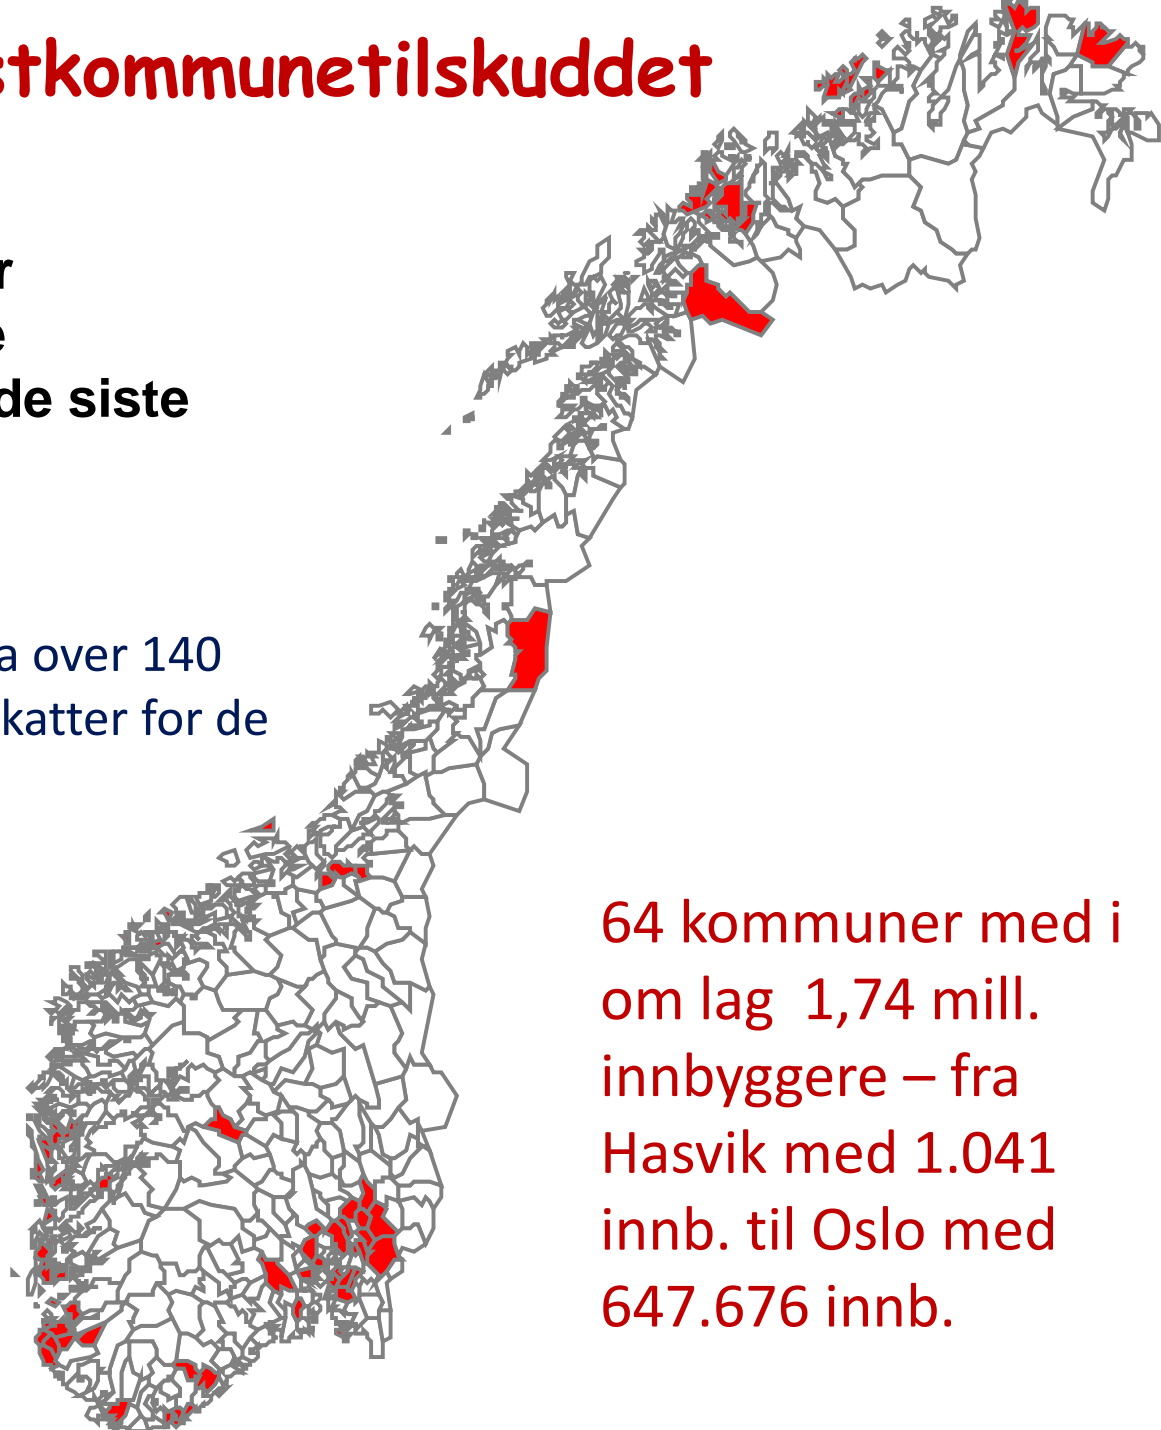 stkommunetilskuddet
r
e
de siste
a over 140
katter for de
64 kommuner med i
om lag 1,74 mill.
innbyggere – fra
Hasvik med 1.041
innb. til Oslo med
647.676 innb.